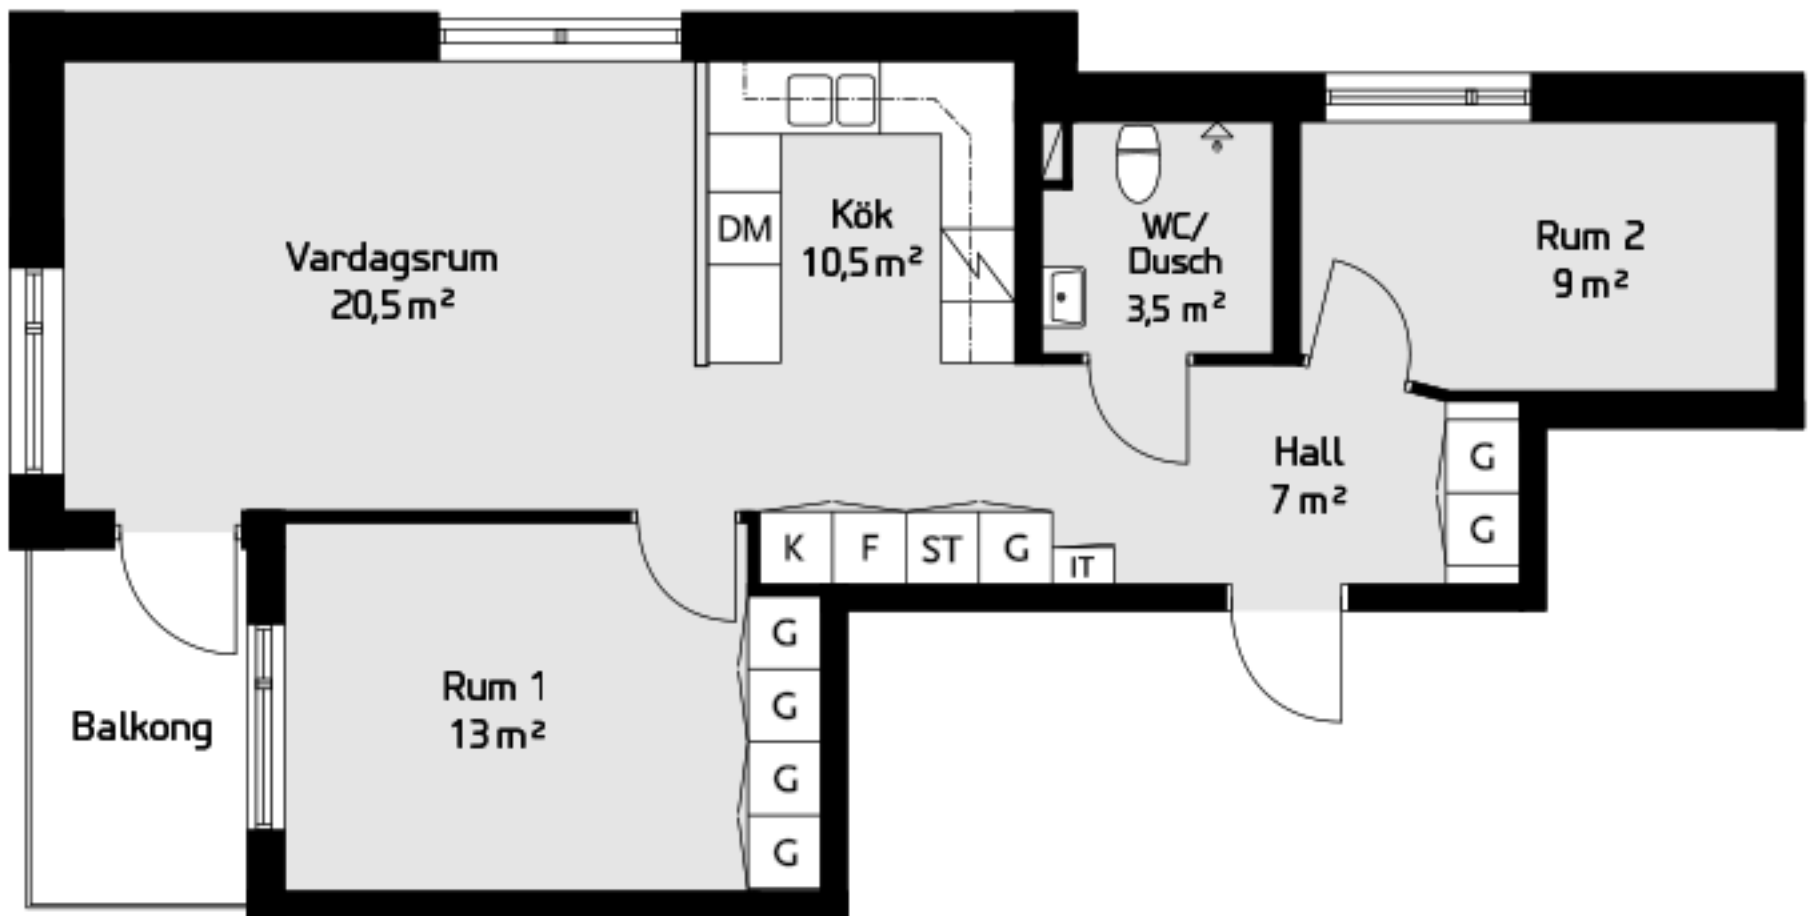 Vardagsrum
20,5 m²
DM
Kök
10,5 m²
WC/
Dusch
3,5 m²
Rum 2
9 m²
Hall
7 m²
G
G
K
F
ST
G
IT
Balkong
Rum 1
13 m²
G
G
G
G